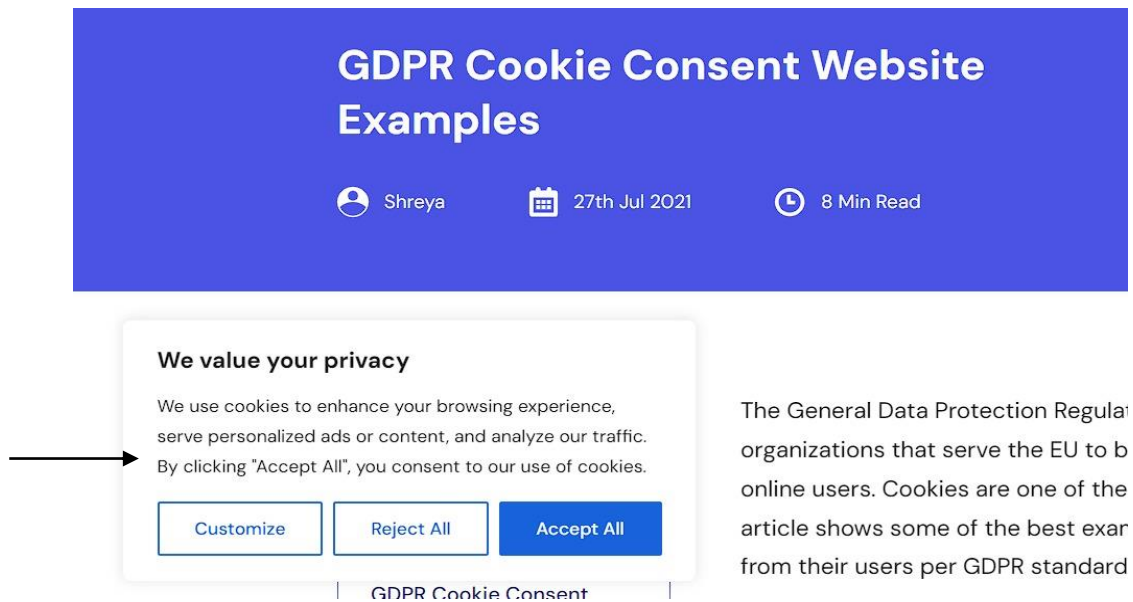 GDPR Cookie Consent Website
Examples
Shreya
27th Jul 2021
8 Min Read
We value your privacy
We use cookies to enhance your browsing experience,
serve personalized ads or content, and analyze our traffic.
By clicking "Accept All", you consent to our use of cookies.
Customize
Reject All
Accept All
GDPR Cookie Consent
The General Data Protection
organizations that serve the EU to
online users. Cookies are one of the
article shows some of the best
from their users per GDPR standard